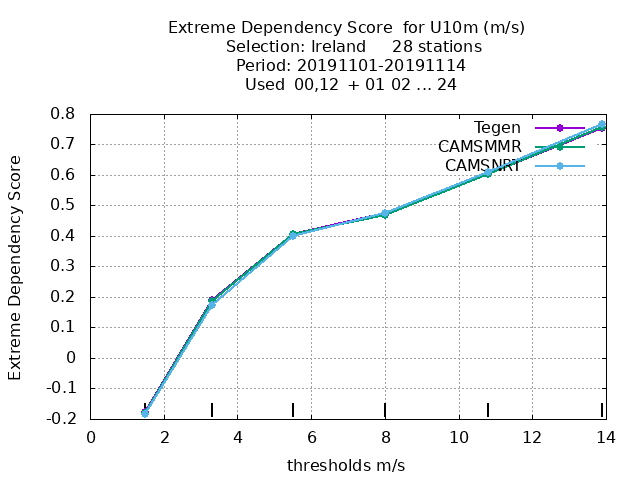 Extreme Dependency Score  for U10m (m/s)
Selection: Ireland     28 stations
Period: 20191101-20191114
Used  00,12  + 01 02 ... 24
Extreme Dependency Score
0.8
0.7
0.6
0.5
0.4
0.3
0.2
0.1
0
-0.1
-0.2
Tegen
CAMSMMR
CAMSNRT
0 2 4 6 8 10 12 14
thresholds m/s